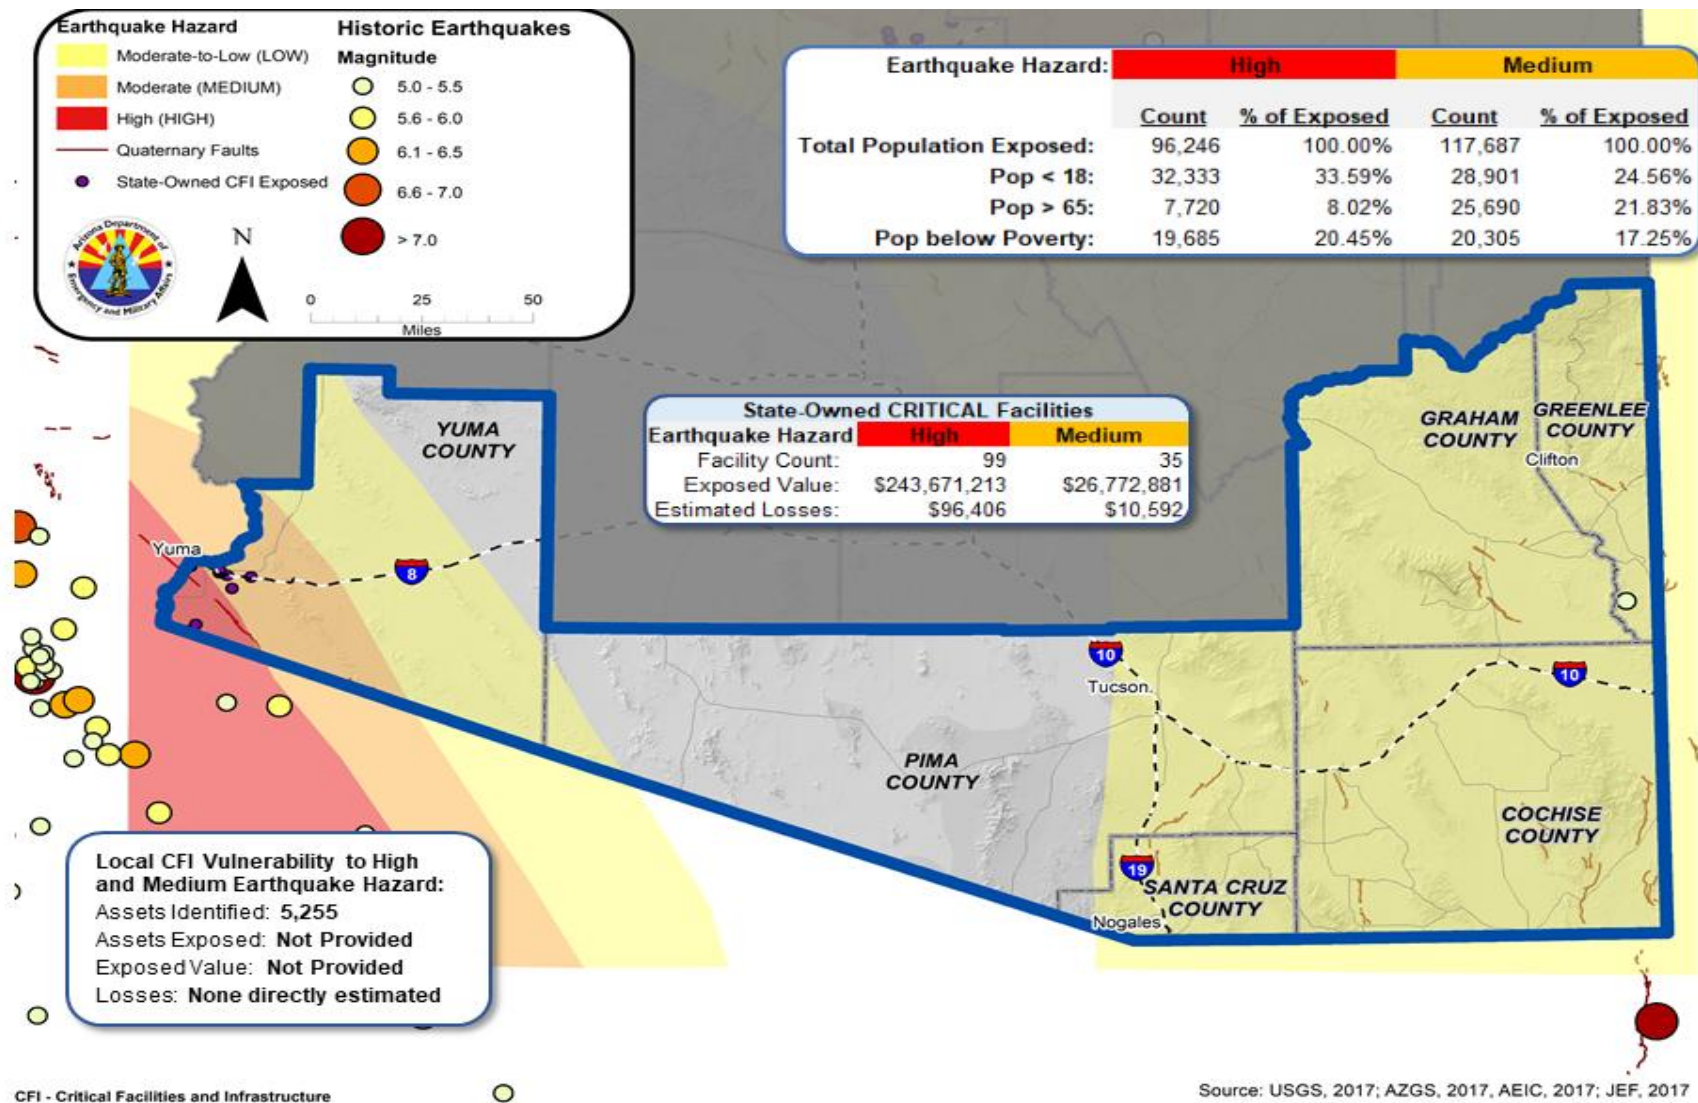 Earthquake Hazard
Moderate-to-Low (LOW)
Moderate (MEDIUM)
High (HIGH)
Quaternary Faults
State-Owned CFI Exposed
Historic Earthquakes
Magnitude
5.0 - 5.5
5.6 - 6.0
6.1 - 6.5
6.6 - 7.0
> 7.0
Arizona Department of
Emergency and Military Affairs
N
0 25 50
Miles
Earthquake Hazard: High Medium
Count % of Exposed Count % of Exposed
Total Population Exposed: 96,246 100.00% 117,687 100.00%
Pop < 18: 32,333 33.59% 28,901 24.56%
Pop > 65: 7,720 8.02% 25,690 21.83%
Pop below Poverty: 19,685 20.45% 20,305 17.25%
State-Owned CRITICAL Facilities
Earthquake Hazard High Medium
Facility Count: 99 35
Exposed Value: $243,671,213 $26,772,881
Estimated Losses: $96,406 $10,592
YUMA
COUNTY
GRAHAM
COUNTY
GREENLEE
COUNTY
Clifton
Yuma
8
10
Tucson
10
PIMA
COUNTY
COCHISE
COUNTY
19
SANTA CRUZ
COUNTY
Nogales
Local CFI Vulnerability to High
and Medium Earthquake Hazard:
Assets Identified: 5,255
Assets Exposed: Not Provided
Exposed Value: Not Provided
Losses: None directly estimated
CFI - Critical Facilities and Infrastructure
Source: USGS, 2017; AZGS, 2017, AEIC, 2017; JEF, 2017